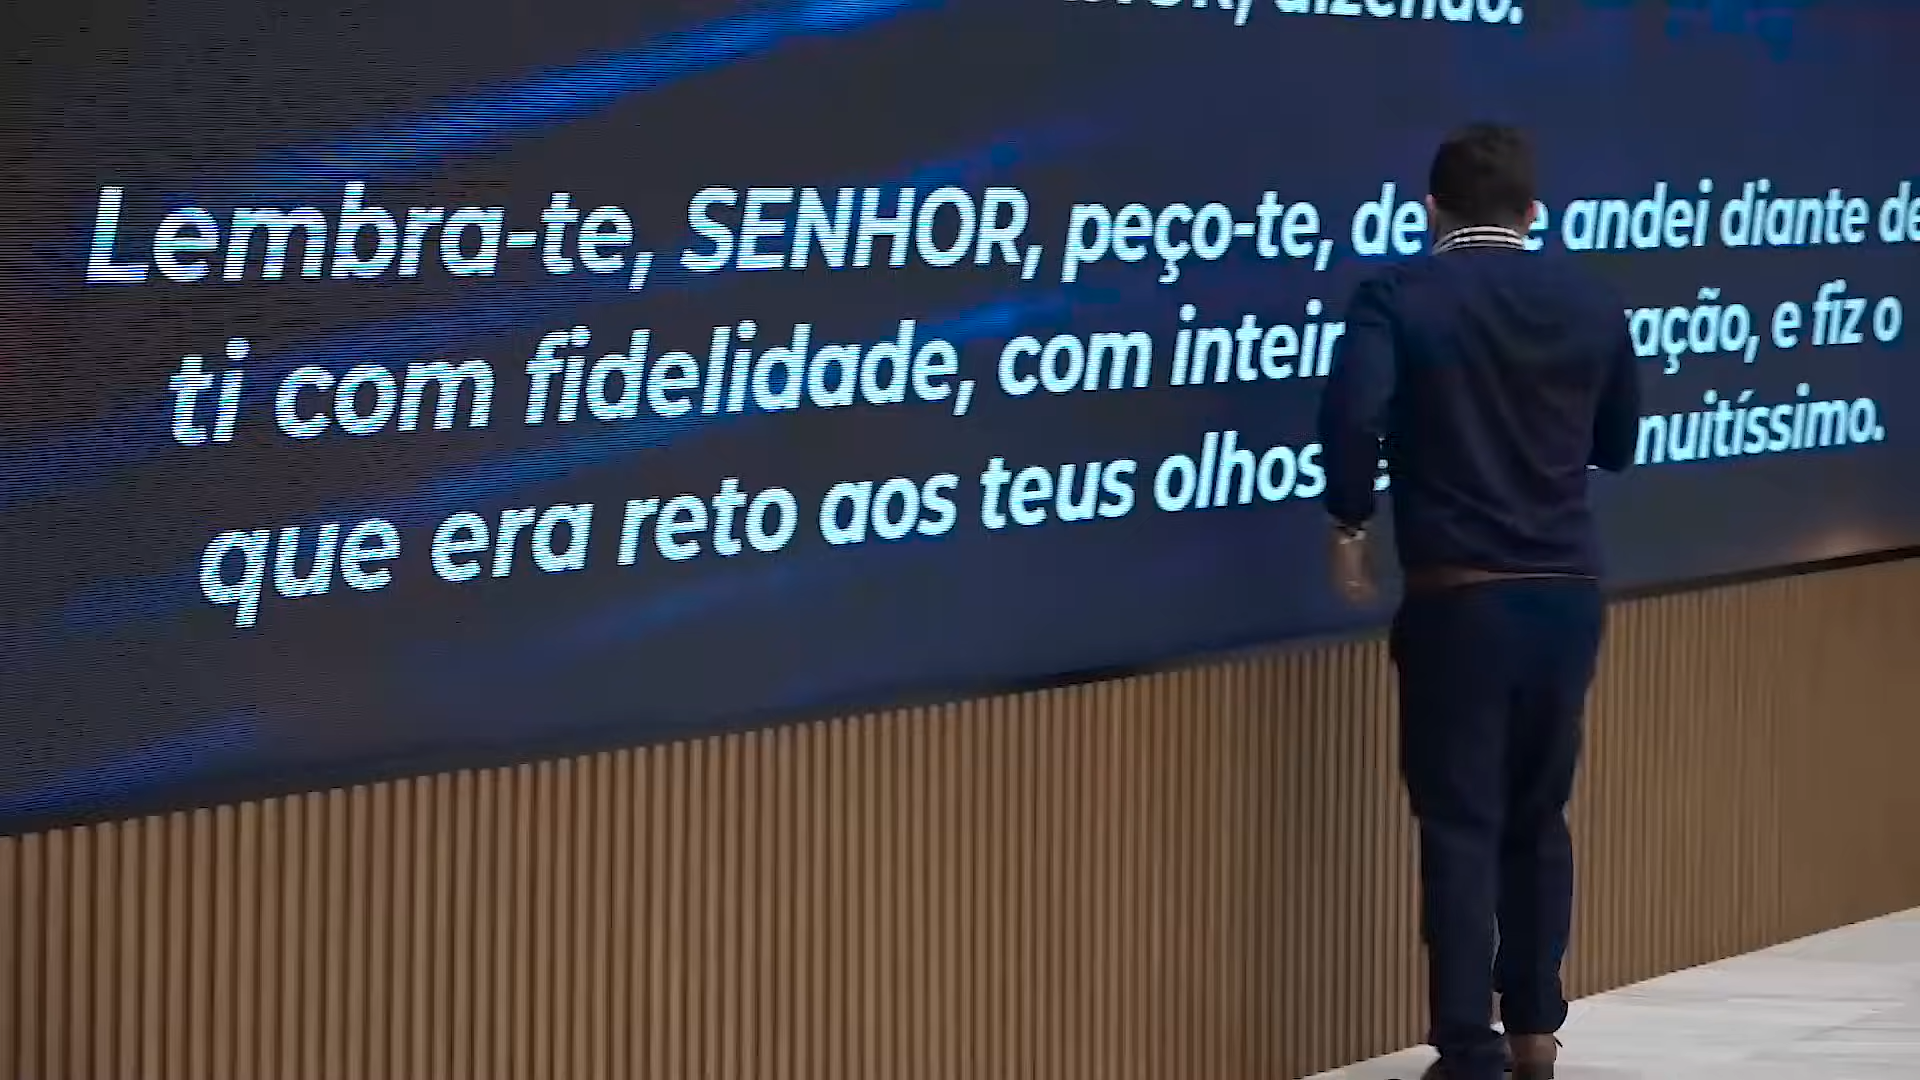 dizendo:
Lembra-te, SENHOR, peço-te, de andei diante de
ti com fidelidade, com inteir ação, e fiz o
que era reto aos teus olhos e nuitíssimo.